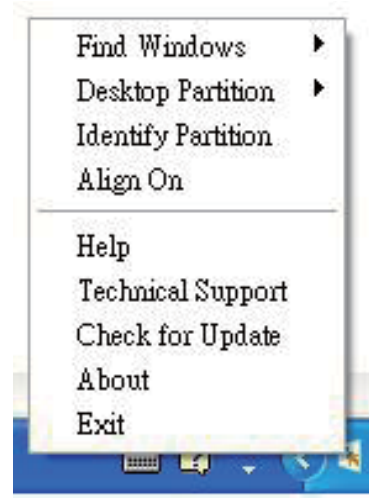 Find Windows
Desktop Partition
Identify Partition
Align On
Help
Technical Support
Check for Update
About
Exit